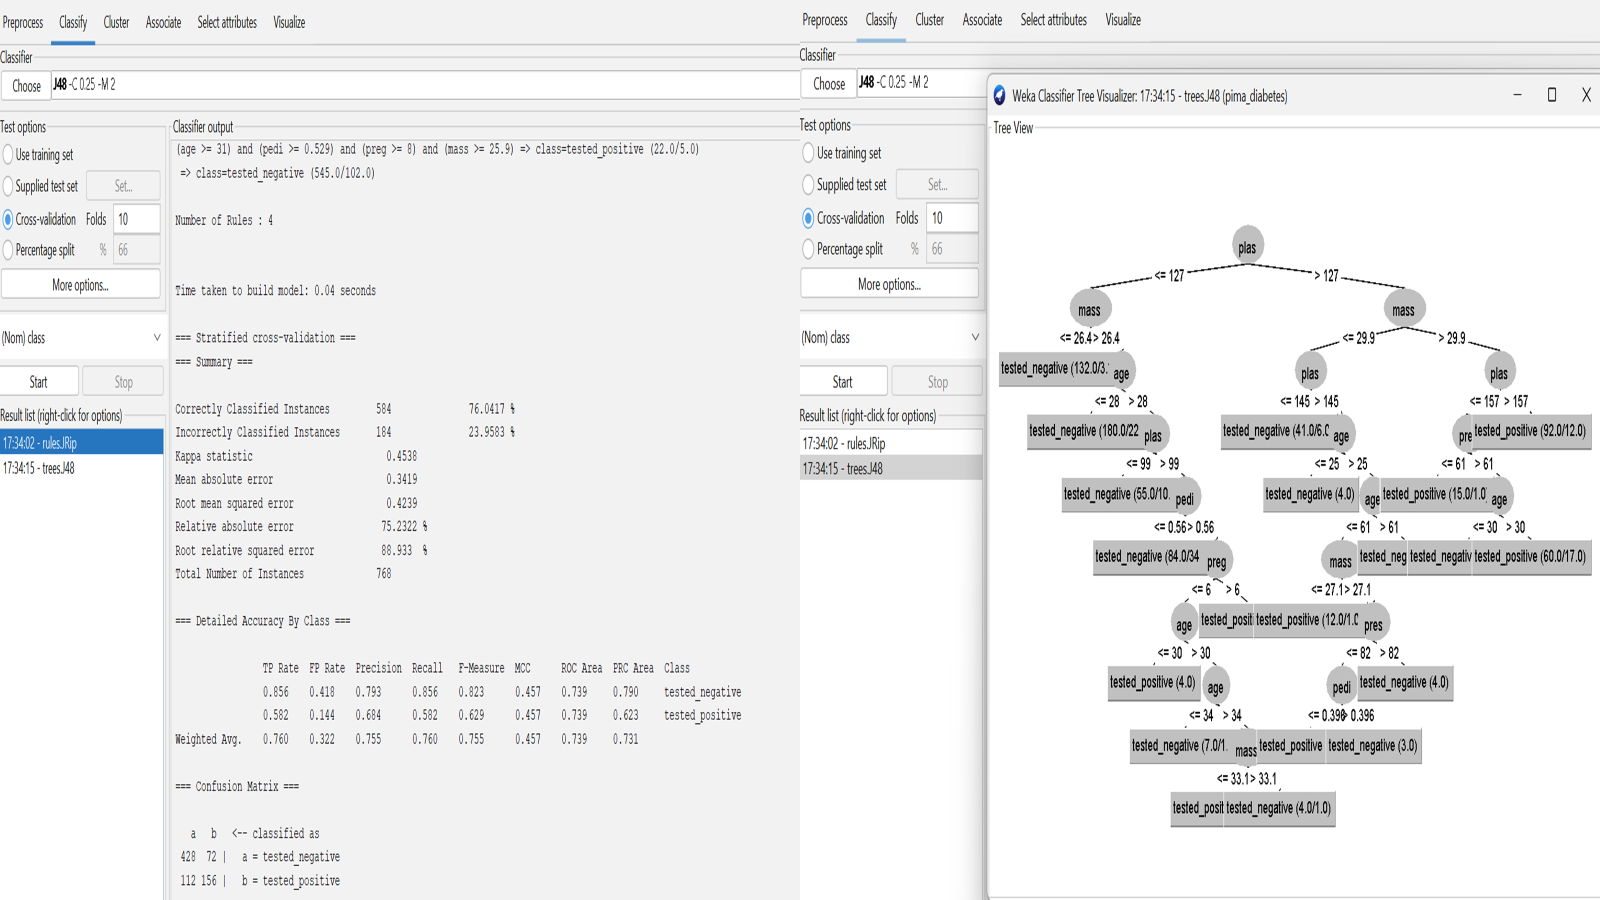 Preprocess Classify Cluster Associate Select attributes Visualize
Classifier
Choose J48 -C 0.25 -M 2
Test options
Use training set
Supplied test set Set...
Cross-validation Folds 10
Percentage split % 66
More options...
(Nom) class
Start Stop
Result list (right-click for options)
17:34:02 - rules.JRip
17:34:15 - trees.J48
Classifier output
(age >= 31) and (pedi >= 0.529) and (preg >= 8) and (mass >= 25.9) => class=tested_positive (22.0/5.0)
=> class=tested_negative (545.0/102.0)
Number of Rules : 4
Time taken to build model: 0.04 seconds
=== Stratified cross-validation ===
=== Summary ===
Correctly Classified Instances 584 76.0417 %
Incorrectly Classified Instances 184 23.9583 %
Kappa statistic 0.4538
Mean absolute error 0.3419
Root mean squared error 0.4239
Relative absolute error 75.2322 %
Root relative squared error 88.933 %
Total Number of Instances 768
=== Detailed Accuracy By Class ===
TP Rate FP Rate Precision Recall F-Measure MCC ROC Area PRC Area Class
0.856 0.418 0.793 0.856 0.823 0.457 0.739 0.790 tested_negative
0.582 0.144 0.684 0.582 0.629 0.457 0.739 0.623 tested_positive
Weighted Avg. 0.760 0.322 0.755 0.760 0.755 0.457 0.739 0.731
=== Confusion Matrix ===
a b <-- classified as
428 72 | a = tested_negative
112 156 | b = tested_positive
Preprocess Classify Cluster Associate Select attributes Visualize
Classifier
Choose J48 -C 0.25 -M 2
Test options
Use training set
Supplied test set Set...
Cross-validation Folds 10
Percentage split % 66
More options...
(Nom) class
Start Stop
Result list (right-click for options)
17:34:02 - rules.JRip
17:34:15 - trees.J48
Weka Classifier Tree Visualizer: 17:34:15 - trees.J48 (pima_diabetes)
Tree View
plas
<= 127 > 127
mass mass
<= 26.4 > 26.4 <= 29.9 > 29.9
tested_negative (132.0/3. age plas plas
<= 28 > 28 <= 145 > 145 <= 157 > 157
tested_negative (180.0/22 plas tested_negative (41.0/6.0 age pre tested_positive (92.0/12.0)
<= 99 > 99 <= 25 > 25 <= 61 > 61
tested_negative (55.0/10. pedi tested_negative (4.0) age tested_positive (15.0/1.0 age
<= 0.56 > 0.56 <= 61 > 61 <= 30 > 30
tested_negative (84.0/34 preg mass tested_neg tested_negativ tested_positive (60.0/17.0)
<= 6 > 6 <= 27.1 > 27.1
age tested_posit tested_positive (12.0/1.0 pres
<= 30 > 30 <= 82 > 82
tested_positive (4.0) age pedi tested_negative (4.0)
<= 34 > 34 <= 0.396 > 0.396
tested_negative (7.0/1. mass tested_positive tested_negative (3.0)
<= 33.1 > 33.1
tested_posit tested_negative (4.0/1.0)